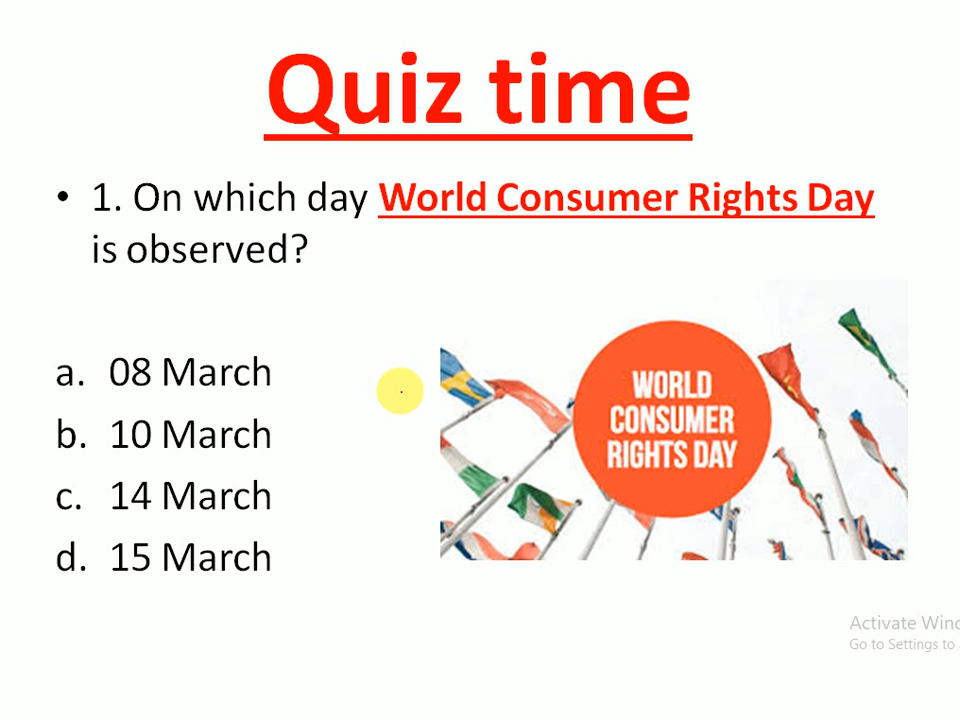 Quiz time
• 1. On which day World Consumer Rights Day
is observed?
a. 08 March
b. 10 March
c. 14 March
d. 15 March
WORLD
CONSUMER
RIGHTS DAY
Activate
Go to Settings to